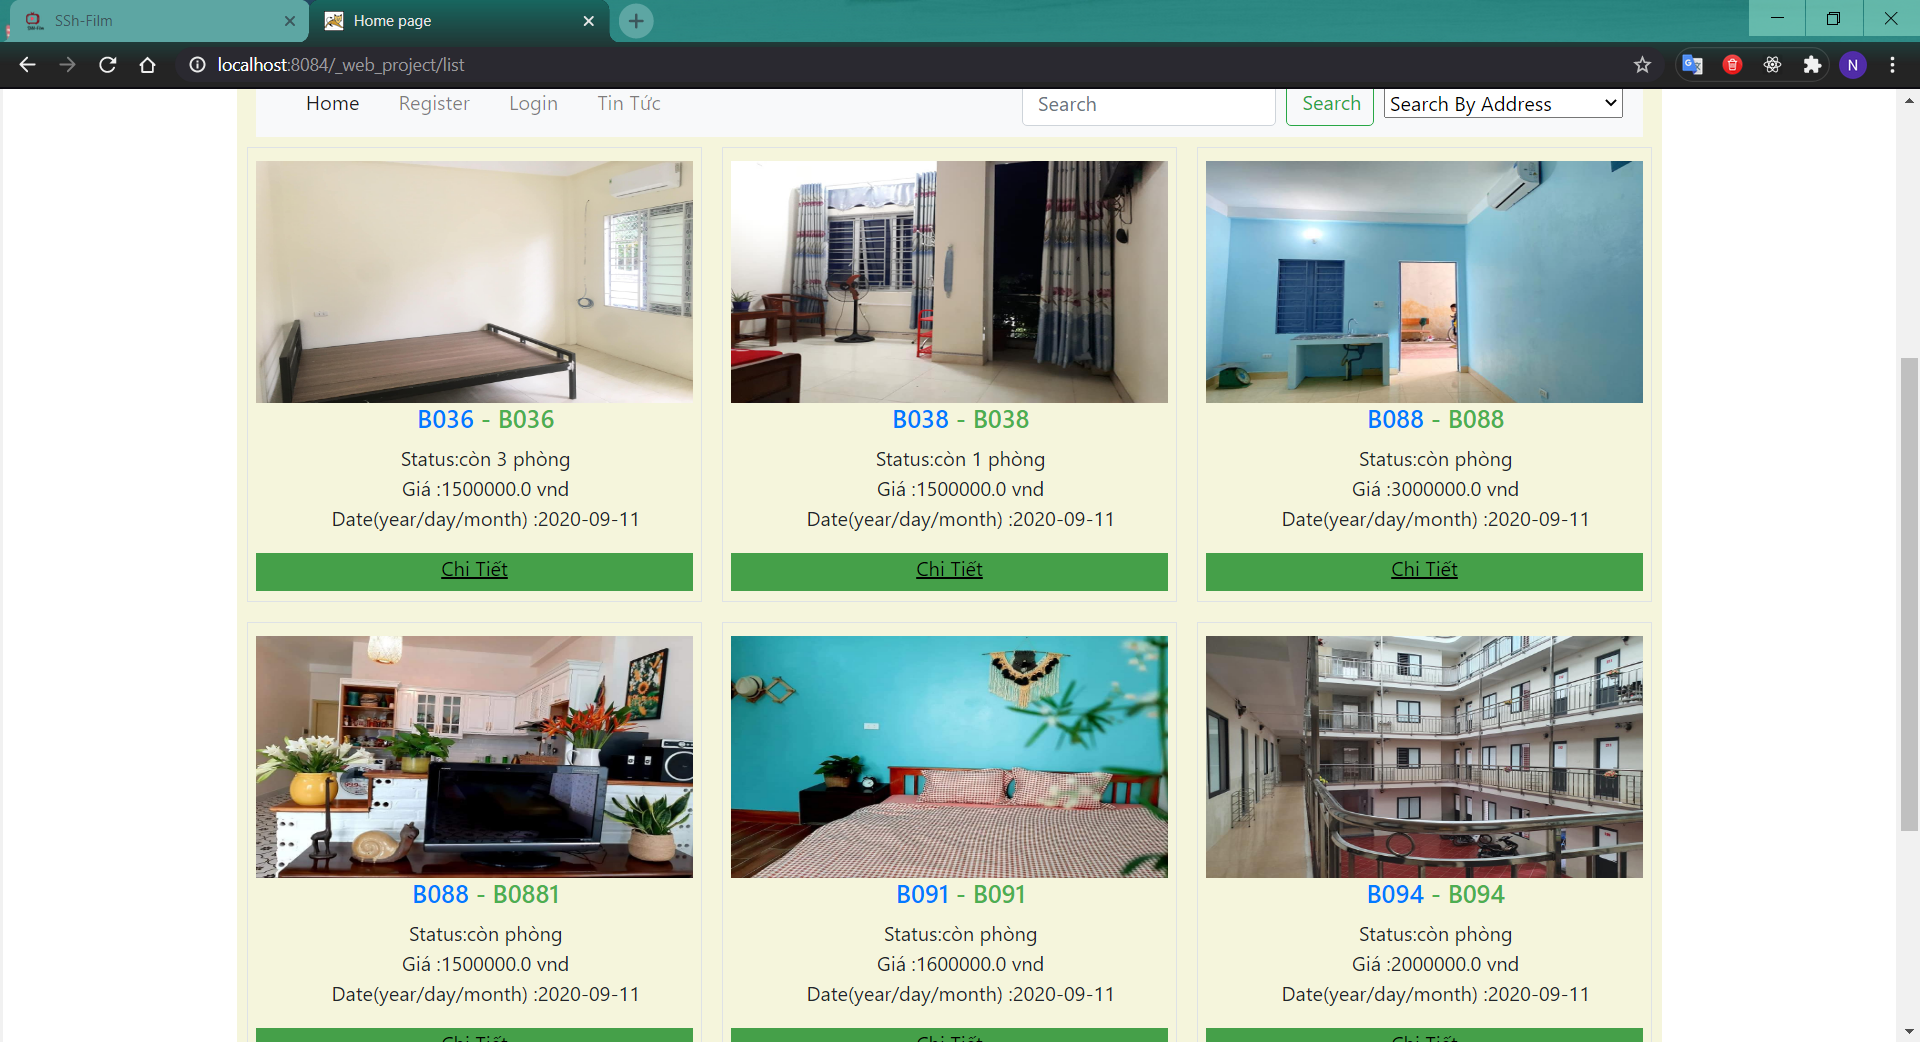 SSh-Film
Home page
localhost:8084/_web_project/list
N
Home Register Login Tin Tức
Search Search Search By Address
B036 - B036
Status:còn 3 phòng
Giá :1500000.0 vnd
Date(year/day/month) :2020-09-11
Chi Tiết
B038 - B038
Status:còn 1 phòng
Giá :1500000.0 vnd
Date(year/day/month) :2020-09-11
Chi Tiết
B088 - B088
Status:còn phòng
Giá :3000000.0 vnd
Date(year/day/month) :2020-09-11
Chi Tiết
B088 - B0881
Status:còn phòng
Giá :1500000.0 vnd
Date(year/day/month) :2020-09-11
Chi Tiết
B091 - B091
Status:còn phòng
Giá :1600000.0 vnd
Date(year/day/month) :2020-09-11
Chi Tiết
B094 - B094
Status:còn phòng
Giá :2000000.0 vnd
Date(year/day/month) :2020-09-11
Chi Tiết